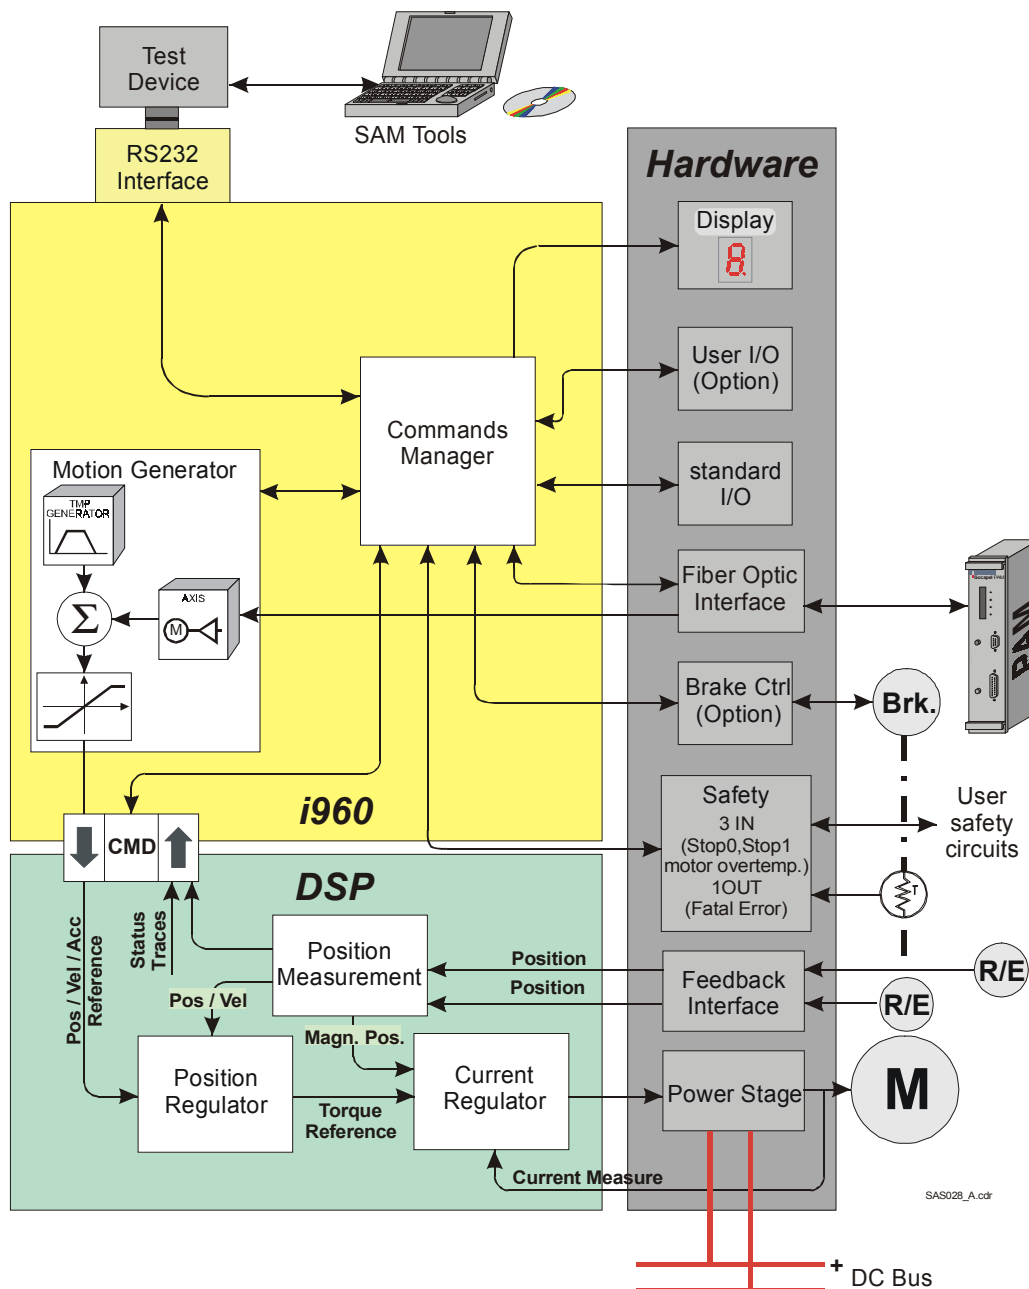 Test
Device
SAM Tools
RS232
Interface
Hardware
Display
8.
User I/O
(Option)
Commands
Manager
standard
I/O
Motion Generator
TMP
GENERATOR
Fiber Optic
Interface
AXIS
M
Σ
PAM
Brake Ctrl
(Option)
Brk.
i960
Safety
3 IN
(Stop0,Stop1
motor overtemp.)
1OUT
(Fatal Error)
User
safety
circuits
T
CMD
DSP
Pos / Vel / Acc
Reference
Status
Traces
Position
Measurement
Position
Position
Feedback
Interface
R/E
R/E
Pos / Vel
Magn. Pos.
Position
Regulator
Torque
Reference
Current
Regulator
Power Stage
M
Current Measure
SAS028_A.cdr
+
DC Bus